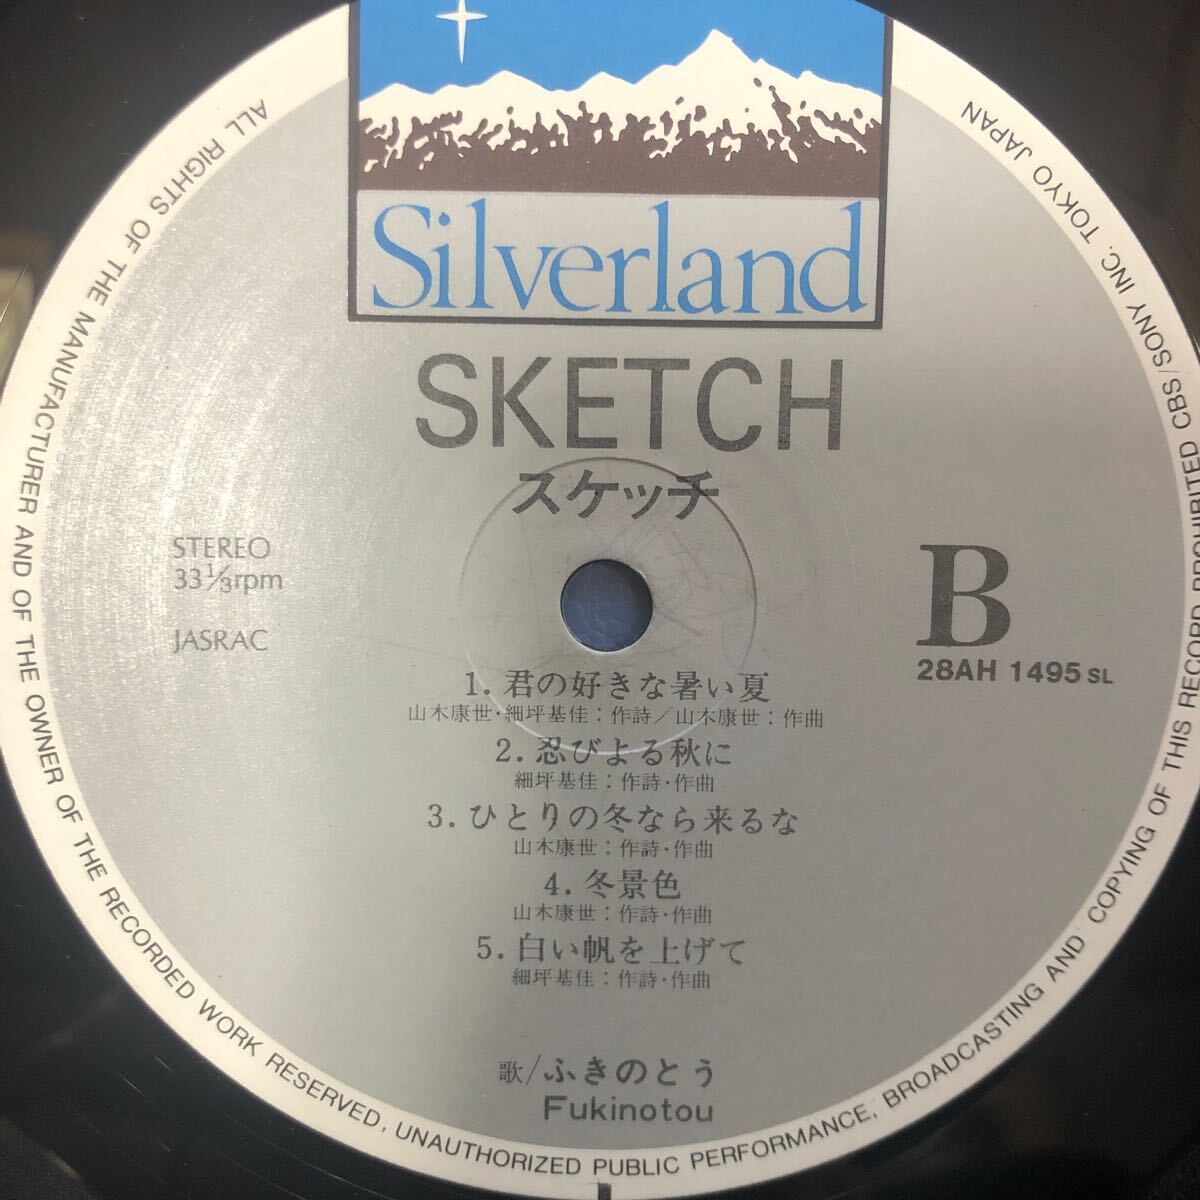 Silverland
SKETCH
スケッチ
STEREO
33⅓rpm
JASRAC
B
28AH 1495 SL
1. 君の好きな暑い夏
山木康世・細坪基佳：作詩／山木康世：作曲
2. 忍びよる秋に
細坪基佳：作詩・作曲
3. ひとりの冬なら来るな
山木康世：作詩・作曲
4. 冬景色
山木康世：作詩・作曲
5. 白い帆を上げて
細坪基佳：作詩・作曲
歌/ふきのとう
Fukinotou
ALL RIGHTS OF THE MANUFACTURER AND OF THE OWNER OF THE RECORDED WORK RESERVED, UNAUTHORIZED PUBLIC PERFORMANCE, BROADCASTING AND COPYING OF THIS RECORD PROHIBITED CBS/SONY INC. TOKYO JAPAN